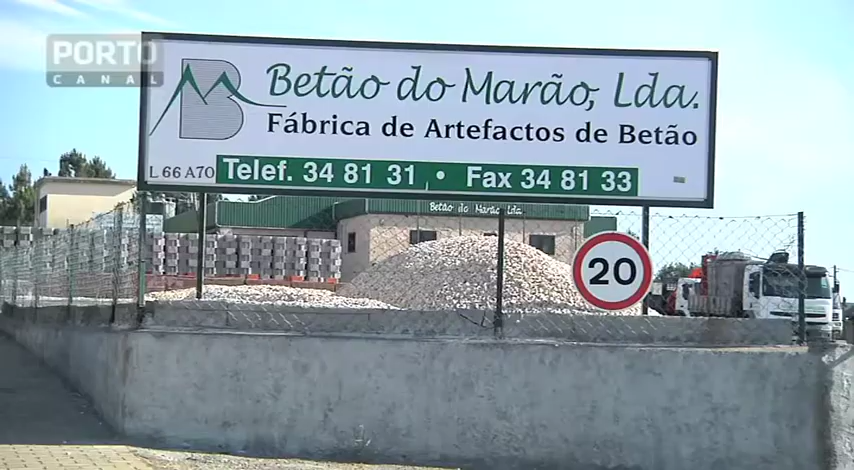 PORTO
CANAL
B
Betão do Marão, Lda.
Fábrica de Artefactos de Betão
L 66 A70
Telef. 34 81 31 • Fax 34 81 33
Betão do Marão Lda.
20